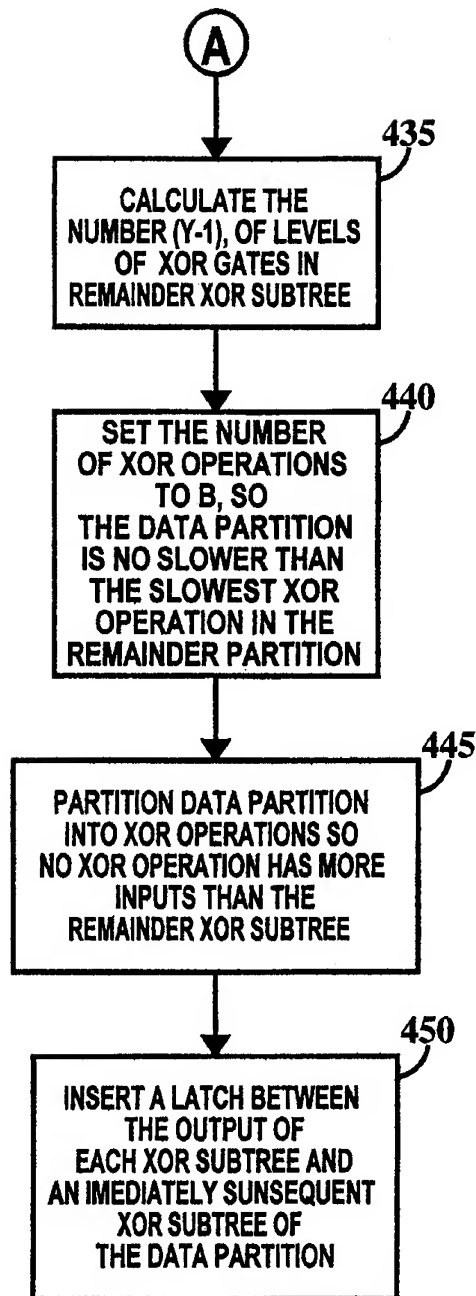 A
435
CALCULATE THE
NUMBER (Y-1), OF LEVELS
OF XOR GATES IN
REMAINDER XOR SUBTREE
440
SET THE NUMBER
OF XOR OPERATIONS
TO B, SO
THE DATA PARTITION
IS NO SLOWER THAN
THE SLOWEST XOR
OPERATION IN THE
REMAINDER PARTITION
445
PARTITION DATA PARTITION
INTO XOR OPERATIONS SO
NO XOR OPERATION HAS MORE
INPUTS THAN THE
REMAINDER XOR SUBTREE
450
INSERT A LATCH BETWEEN
THE OUTPUT OF
EACH XOR SUBTREE AND
AN IMEDIATELY SUNSEQUENT
XOR SUBTREE OF
THE DATA PARTITION